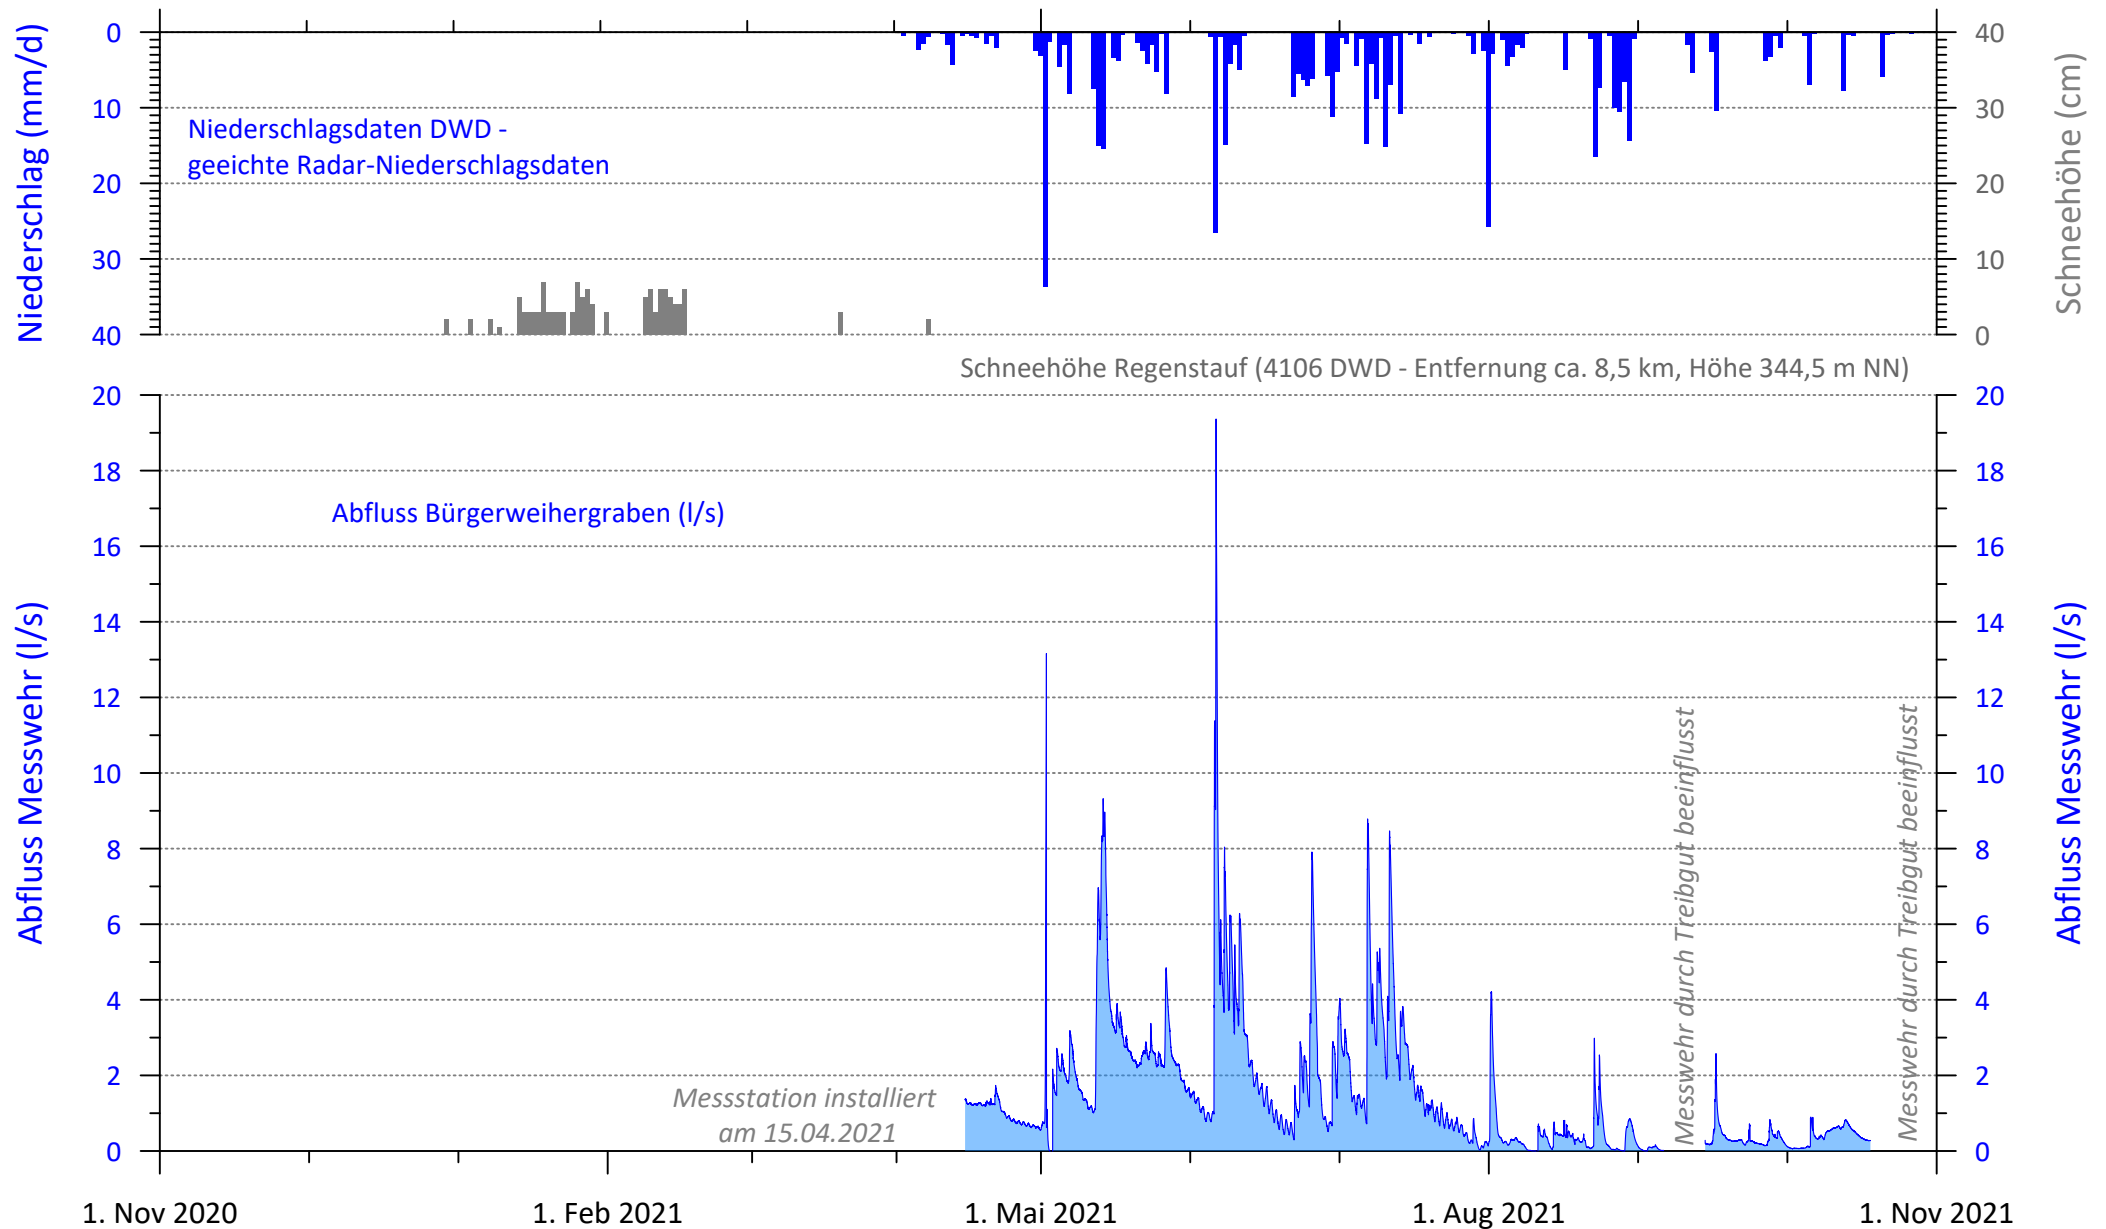 Niederschlag (mm/d)
0
10
20
30
40
Niederschlagsdaten DWD -
geeichte Radar-Niederschlagsdaten
40
30
20
10
0
Schneehöhe (cm)
Schneehöhe Regenstauf (4106 DWD - Entfernung ca. 8,5 km, Höhe 344,5 m NN)
Abfluss Messwehr (l/s)
20
18
16
14
12
10
8
6
4
2
0
Abfluss Bürgerweihergraben (l/s)
Messstation installiert
am 15.04.2021
Messwehr durch Treibgut beeinflusst
Messwehr durch Treibgut beeinflusst
20
18
16
14
12
10
8
6
4
2
0
Abfluss Messwehr (l/s)
1. Nov 2020
1. Feb 2021
1. Mai 2021
1. Aug 2021
1. Nov 2021